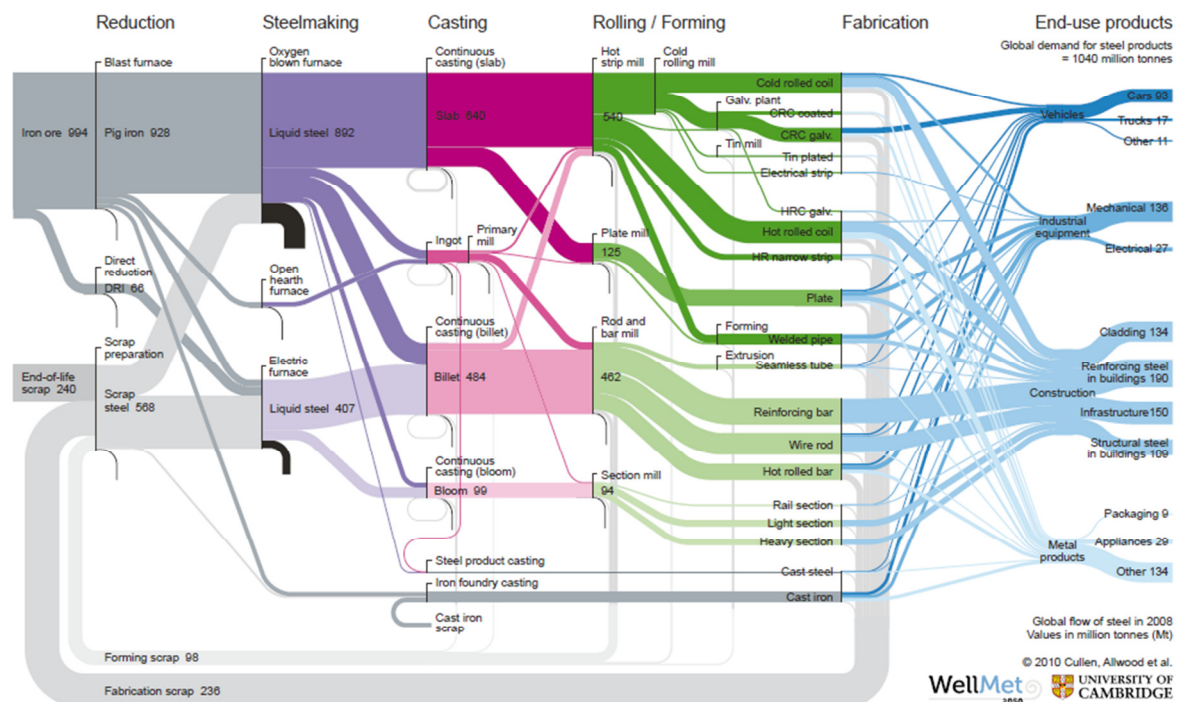 Reduction
Steelmaking
Casting
Rolling / Forming
Fabrication
End-use products
Global demand for steel products
= 1040 million tonnes
Blast furnace
Oxygen
blown furnace
Continuous
casting (slab)
Hot
strip mill
Cold
rolling mill
Iron ore 994
Pig iron 928
Liquid steel 892
Slab 640
540
Galv. plant
Tin mill
Cold rolled coil
CRC coated
CRC galv.
Tin plated
Electrical strip
HRC galv.
Hot rolled coil
HR narrow strip
Vehicles
Cars 93
Trucks 17
Other 11
Direct
reduction
DRI 66
Open
hearth
furnace
Ingot
Primary
mill
Plate mill
125
Plate
Industrial
equipment
Mechanical 136
Electrical 27
Scrap
preparation
End-of-life
scrap 240
Scrap
steel 568
Electric
furnace
Liquid steel 407
Continuous
casting (billet)
Billet 484
Rod and
bar mill
462
Forming
Welded pipe
Extrusion
Seamless tube
Reinforcing bar
Wire rod
Hot rolled bar
Construction
Cladding 134
Reinforcing steel
in buildings 190
Infrastructure 150
Structural steel
in buildings 109
Continuous
casting (bloom)
Bloom 99
Section mill
94
Rail section
Light section
Heavy section
Steel product casting
Cast steel
Iron foundry casting
Cast iron
Cast iron
scrap
Metal
products
Packaging 9
Appliances 29
Other 134
Forming scrap 98
Fabrication scrap 236
Global flow of steel in 2008
Values in million tonnes (Mt)
© 2010 Cullen, Allwood et al.
WellMet
2050
UNIVERSITY OF
CAMBRIDGE